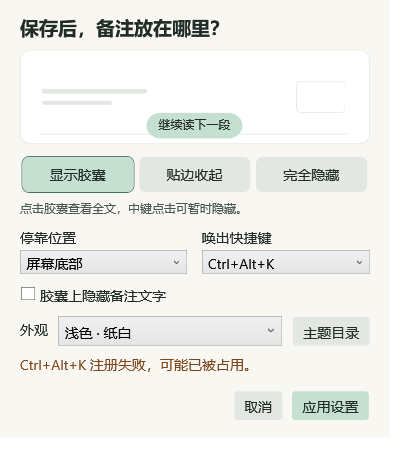 保存后，备注放在哪里？
继续读下一段
显示胶囊 贴边收起 完全隐藏
点击胶囊查看全文，中键点击可暂时隐藏。
停靠位置 唤出快捷键
屏幕底部 Ctrl+Alt+K
胶囊上隐藏备注文字
外观 浅色 · 纸白 主题目录
Ctrl+Alt+K 注册失败，可能已被占用。
取消 应用设置